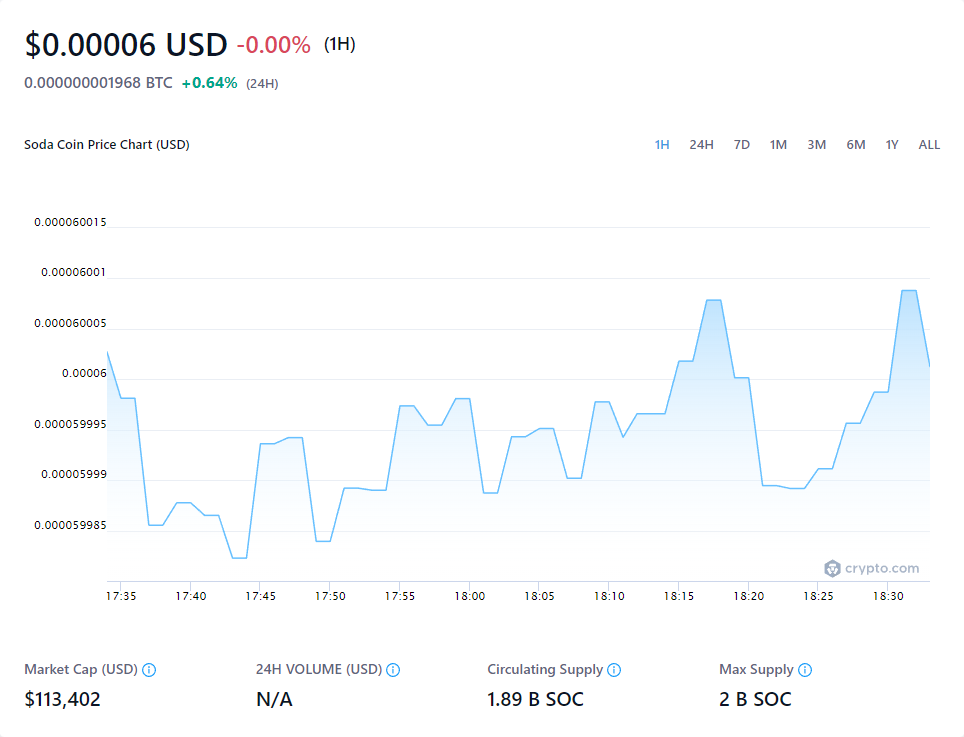 $0.00006 USD -0.00% (1H)
0.000000001968 BTC +0.64% (24H)
Soda Coin Price Chart (USD) 1H 24H 7D 1M 3M 6M 1Y ALL
0.000060015
0.00006001
0.000060005
0.00006
0.000059995
0.00005999
0.000059985
crypto.com
17:35 17:40 17:45 17:50 17:55 18:00 18:05 18:10 18:15 18:20 18:25 18:30
Market Cap (USD) 24H VOLUME (USD) Circulating Supply Max Supply
$113,402 N/A 1.89 B SOC 2 B SOC